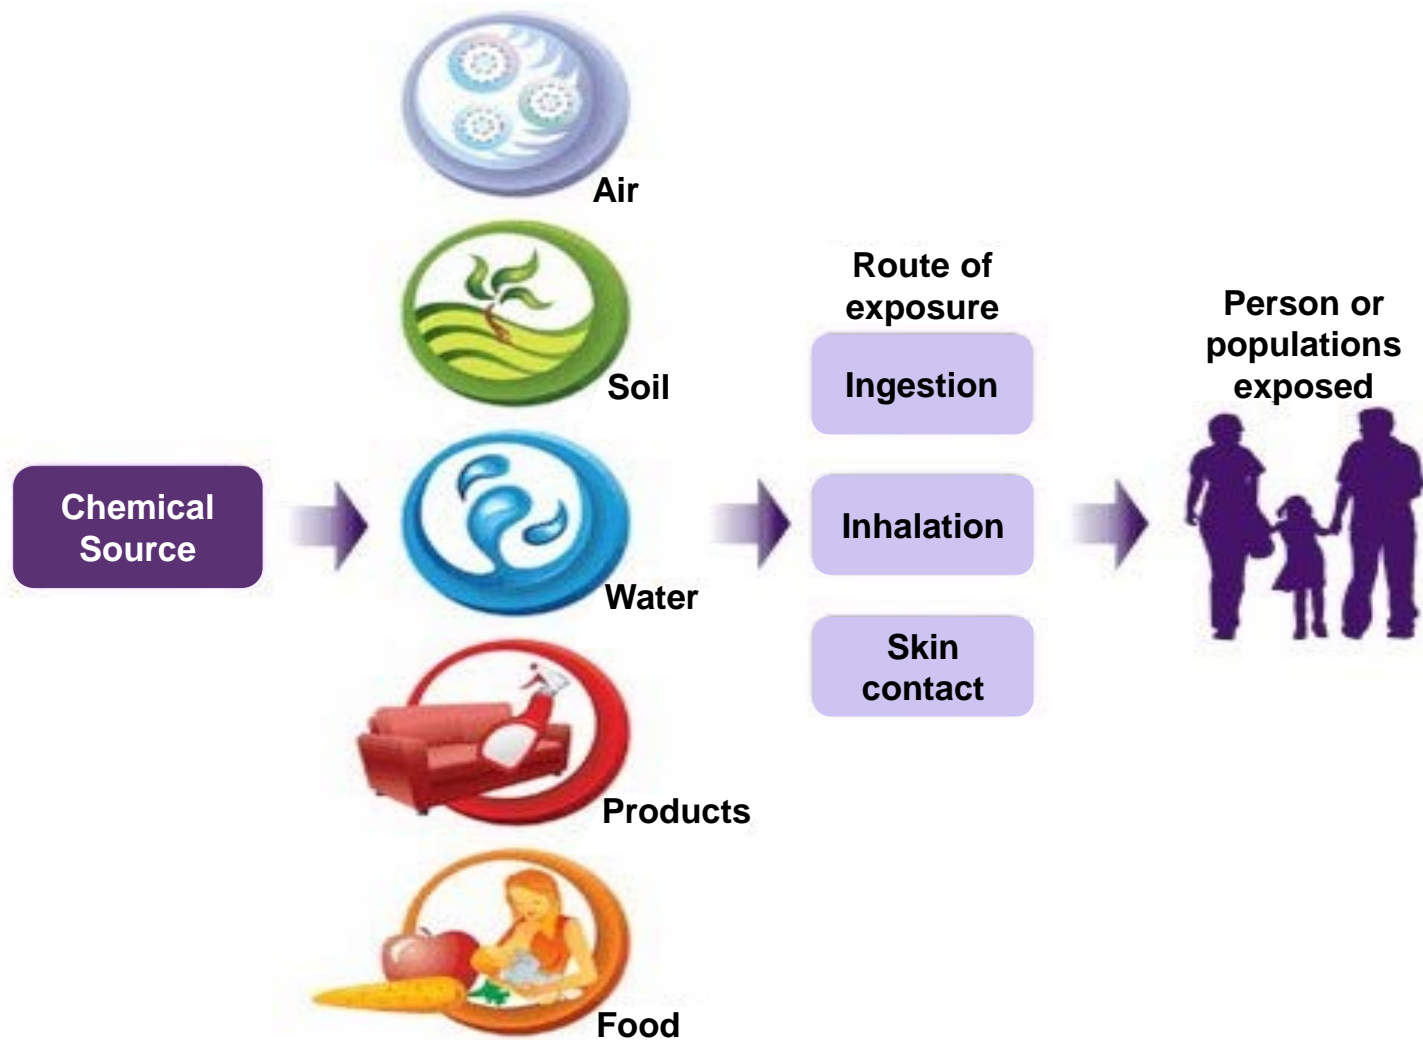 Chemical
Source
Air
Soil
Water
Products
Food
Route of
exposure
Ingestion
Inhalation
Skin
contact
Person or
populations
exposed